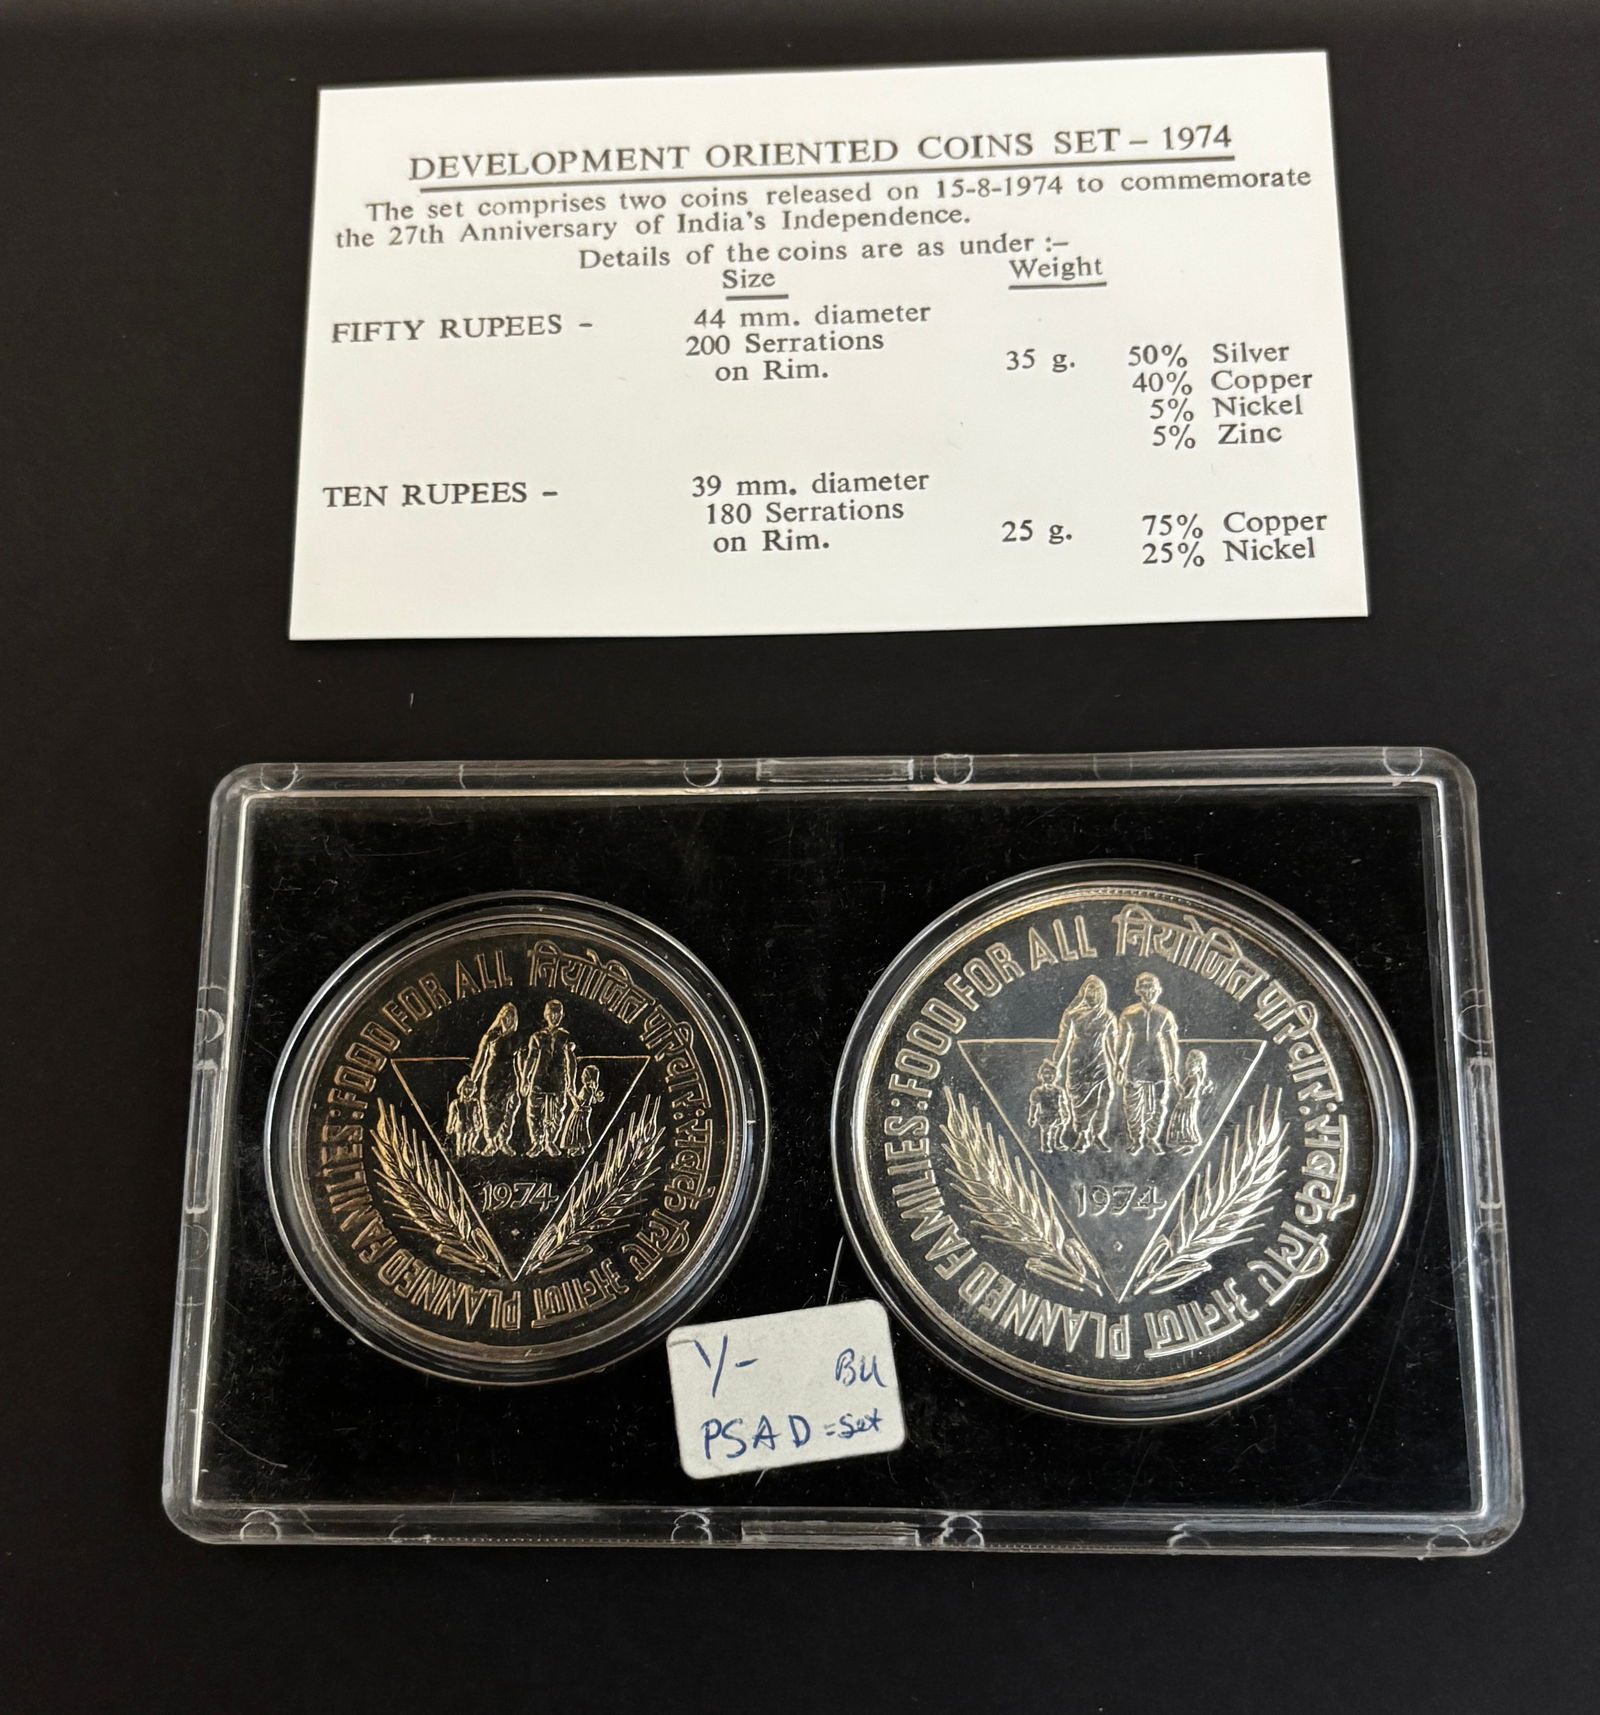 DEVELOPMENT ORIENTED COINS SET – 1974
The set comprises two coins released on 15-8-1974 to commemorate
the 27th Anniversary of India's Independence.
Details of the coins are as under :–
Size Weight
FIFTY RUPEES – 44 mm. diameter
200 Serrations
on Rim. 35 g. 50% Silver
40% Copper
5% Nickel
5% Zinc
TEN RUPEES – 39 mm. diameter
180 Serrations
on Rim. 25 g. 75% Copper
25% Nickel
PLANNED FAMILIES: FOOD FOR ALL
नियोजित परिवार: सबके लिए अनाज
1974
PLANNED FAMILIES: FOOD FOR ALL
नियोजित परिवार: सबके लिए अनाज
1974
BU
PSAD=Set